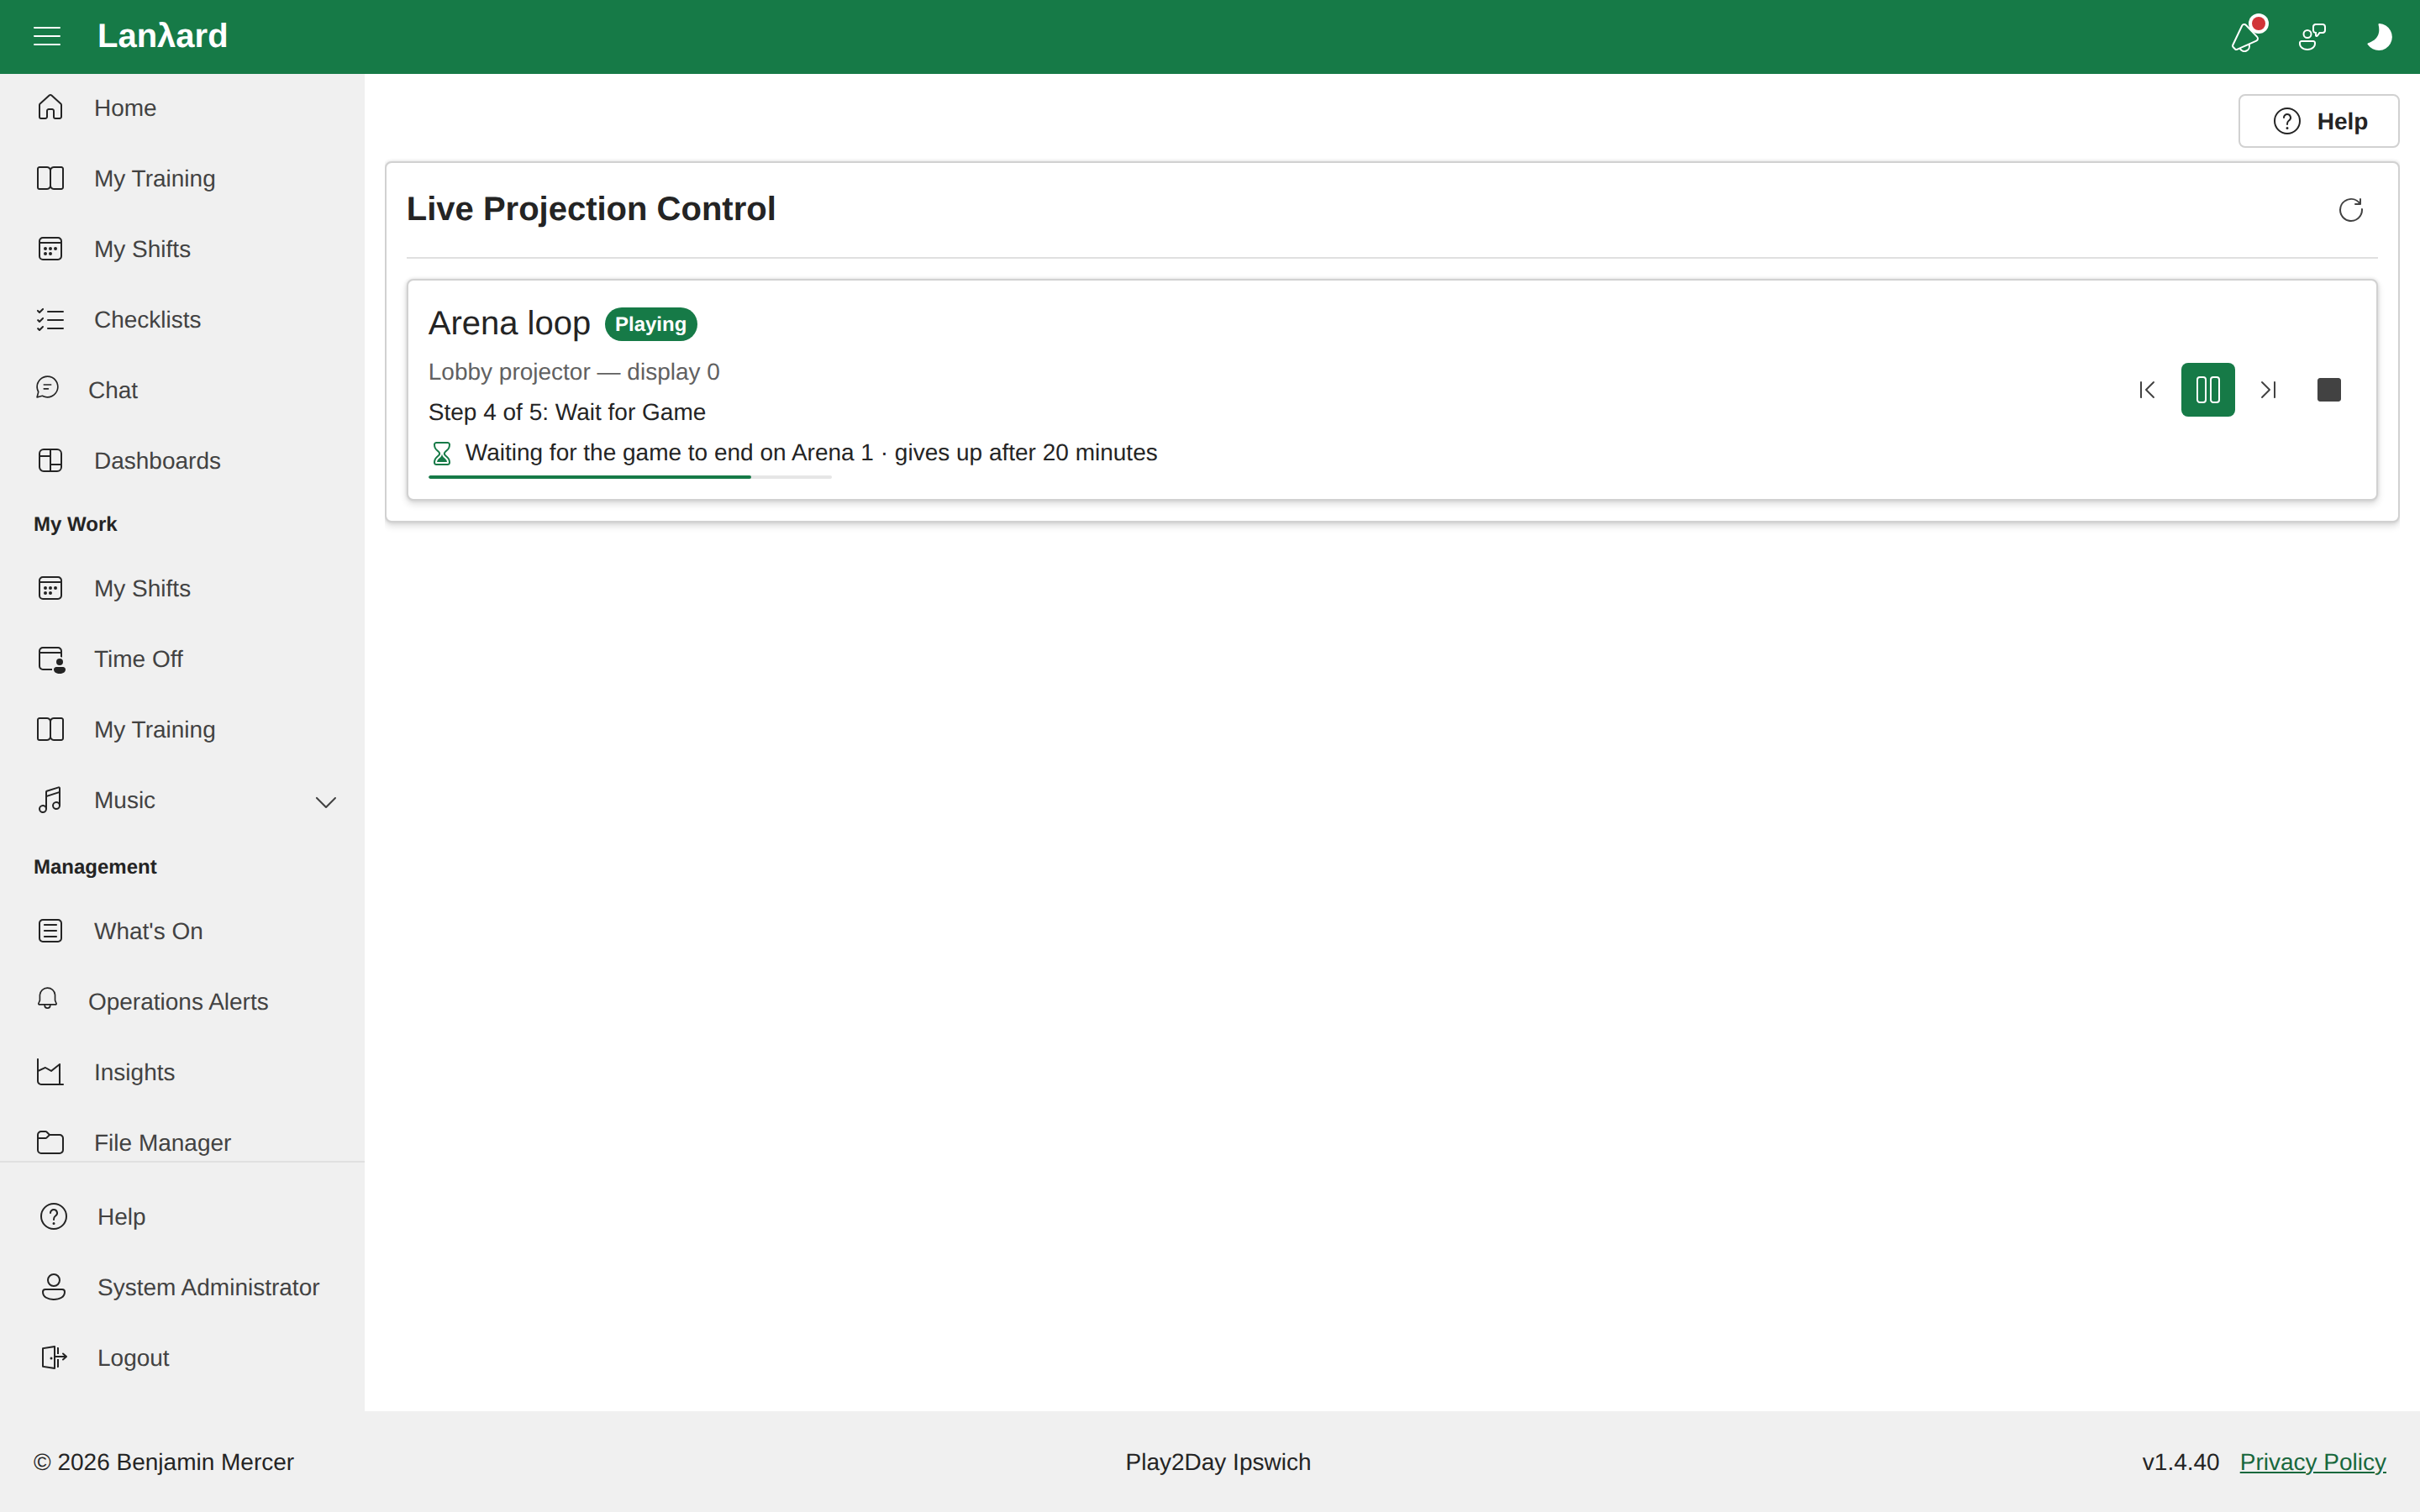 Lanλard
Home
My Training
My Shifts
Checklists
Chat
Dashboards
My Work
My Shifts
Time Off
My Training
Music
Management
What's On
Operations Alerts
Insights
File Manager
Help
System Administrator
Logout
Help
Live Projection Control
Arena loop Playing
Lobby projector — display 0
Step 4 of 5: Wait for Game
Waiting for the game to end on Arena 1 · gives up after 20 minutes
© 2026 Benjamin Mercer
Play2Day Ipswich
v1.4.40 Privacy Policy